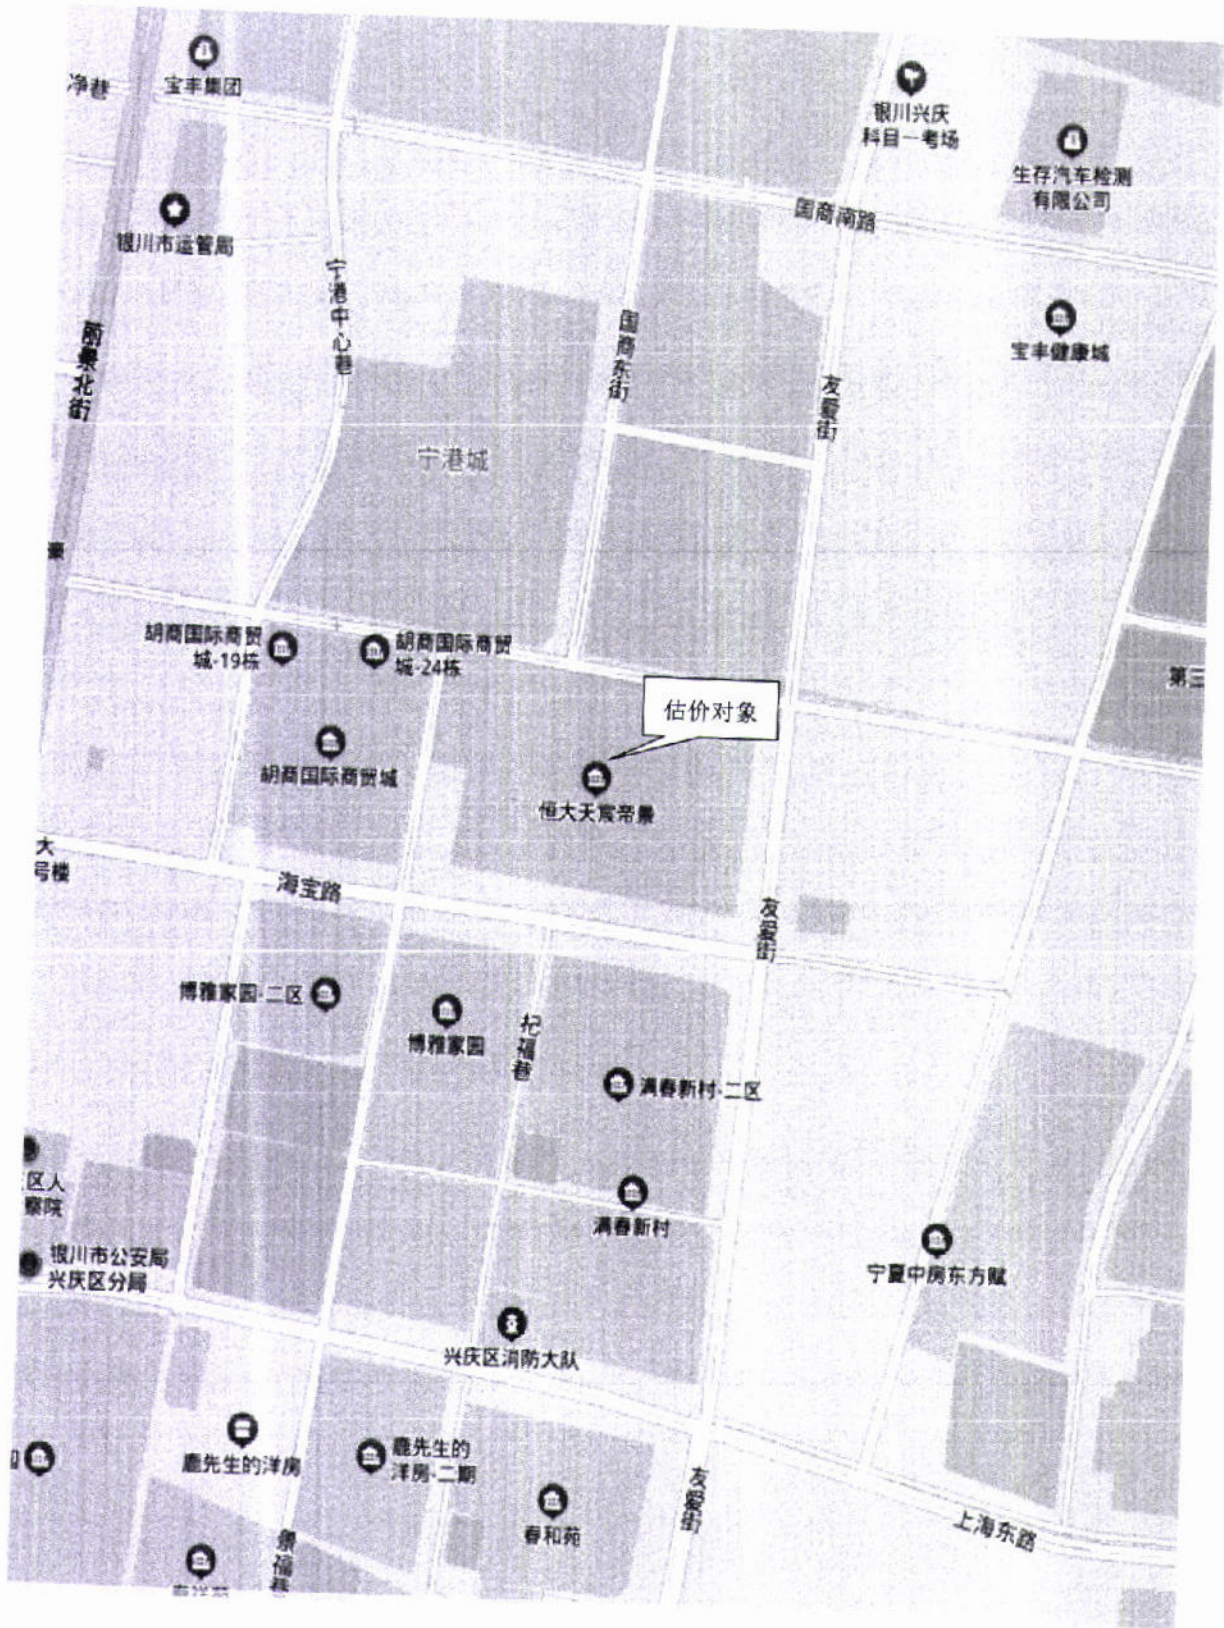 净巷
宝丰集团
银川兴庆
科目一考场
生存汽车检测
有限公司
银川市运管局
国商南路
宁港中心巷
国商东街
前景北街
友爱街
宝丰健康城
宁港城
豪
胡商国际商贸
城-19栋
胡商国际商贸
城-24栋
第三
估价对象
胡商国际商贸城
恒大天宸帝景
大
号楼
海宝路
友爱街
博雅家园-二区
博雅家园
杞福巷
满春新村-二区
区人
察院
满春新村
银川市公安局
兴庆区分局
宁夏中房东方赋
兴庆区消防大队
鹿先生的洋房
鹿先生的
洋房-二期
友爱街
春和苑
上海东路
景福巷